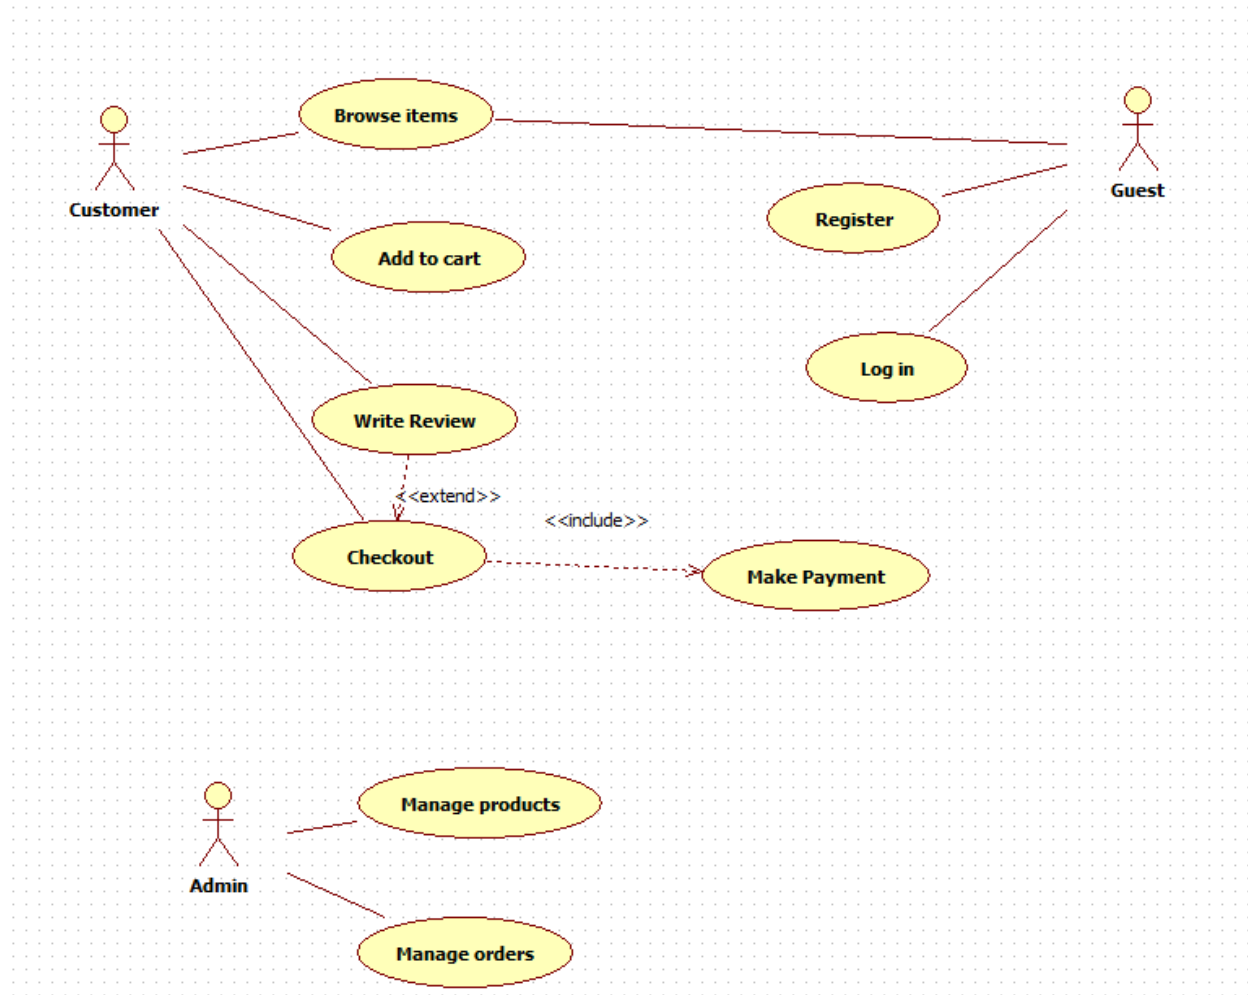 Browse items
Customer
Guest
Register
Add to cart
Log in
Write Review
<<extend>>
<<include>>
Checkout
Make Payment
Manage products
Admin
Manage orders